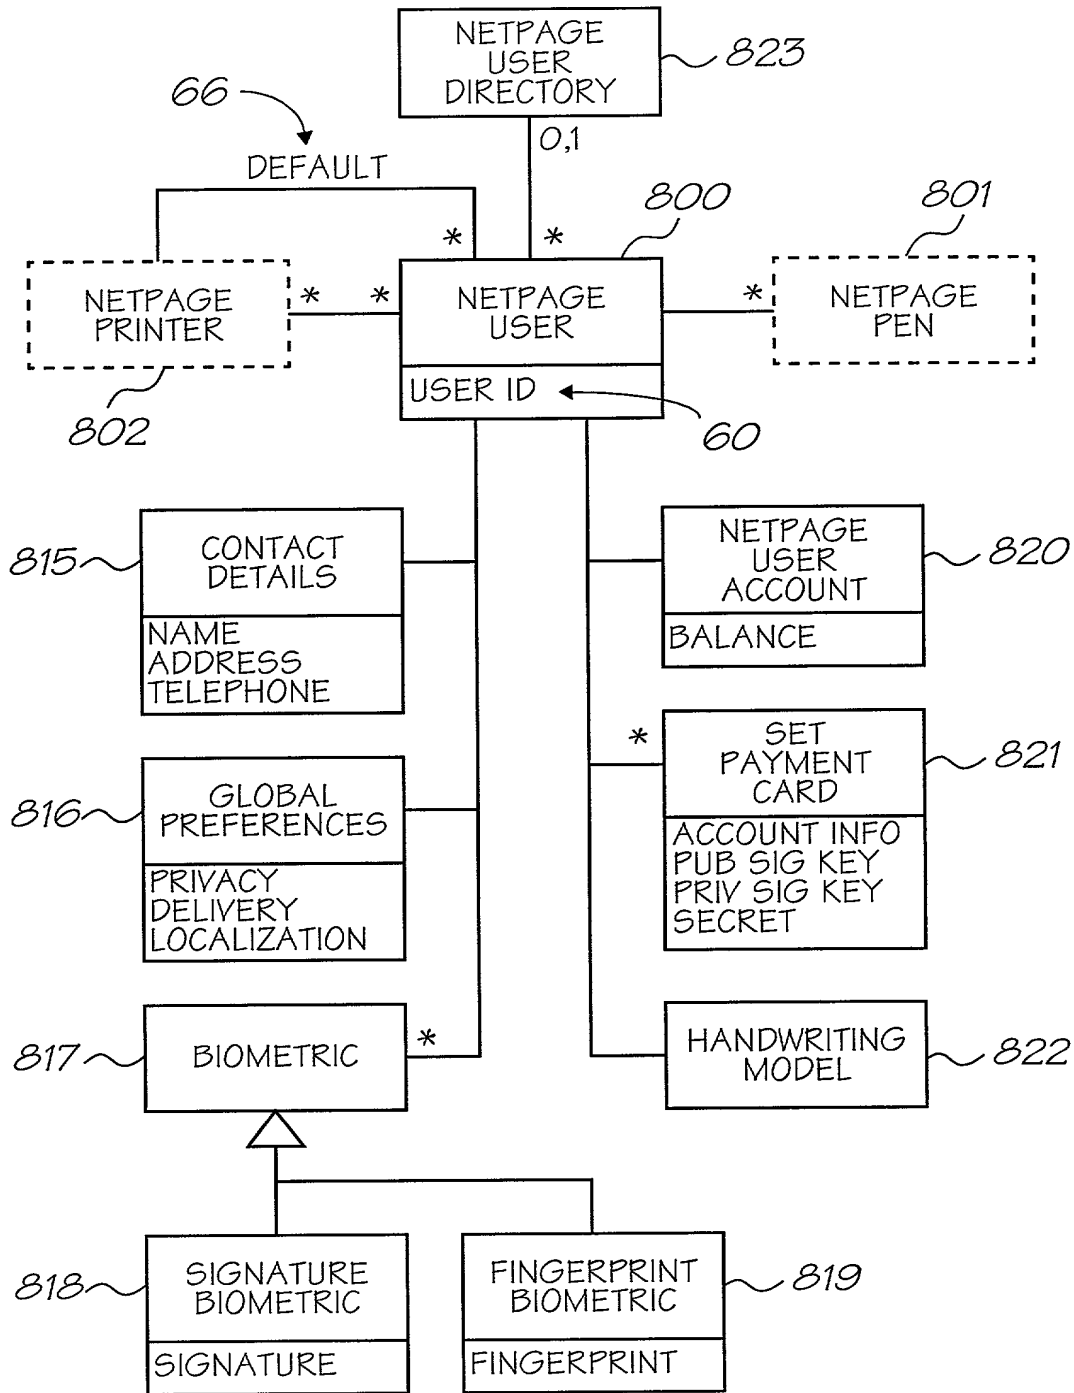 NETPAGE
USER
DIRECTORY
823
66
0,1
DEFAULT
800
801
*
*
NETPAGE
PRINTER
*
*
NETPAGE
USER
*
NETPAGE
PEN
USER ID
802
60
815
CONTACT
DETAILS
NAME
ADDRESS
TELEPHONE
NETPAGE
USER
ACCOUNT
820
BALANCE
816
GLOBAL
PREFERENCES
PRIVACY
DELIVERY
LOCALIZATION
*
SET
PAYMENT
CARD
821
ACCOUNT INFO
PUB SIG KEY
PRIV SIG KEY
SECRET
817
BIOMETRIC
*
HANDWRITING
MODEL
822
818
SIGNATURE
BIOMETRIC
SIGNATURE
FINGERPRINT
BIOMETRIC
819
FINGERPRINT